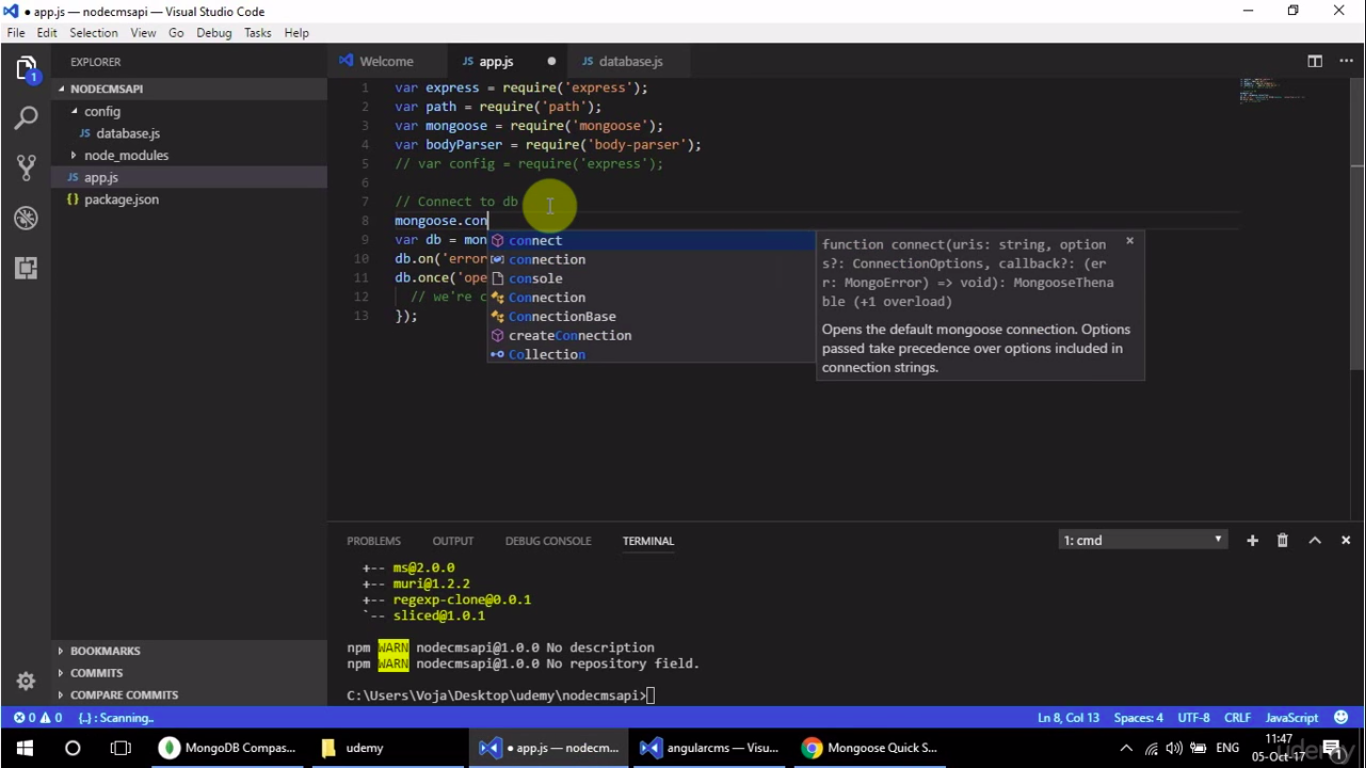 ● app.js — nodecmsapi — Visual Studio Code
File Edit Selection View Go Debug Tasks Help
EXPLORER
NODECMSAPI
config
JS database.js
node_modules
JS app.js
{} package.json
BOOKMARKS
COMMITS
COMPARE COMMITS
1
Welcome
JS app.js ●
JS database.js
1 var express = require('express');
2 var path = require('path');
3 var mongoose = require('mongoose');
4 var bodyParser = require('body-parser');
5 // var config = require('express');
6
7 // Connect to db
8 mongoose.con
9 var db = mon
10 db.on('error
11 db.once('ope
12 // we're c
13 });
connect
connection
console
Connection
ConnectionBase
createConnection
Collection
function connect(uris: string, option
s?: ConnectionOptions, callback?: (er
r: MongoError) => void): MongooseThena
ble (+1 overload)
Opens the default mongoose connection. Options
passed take precedence over options included in
connection strings.
PROBLEMS OUTPUT DEBUG CONSOLE TERMINAL
1: cmd
+-- ms@2.0.0
+-- muri@1.2.2
+-- regexp-clone@0.0.1
`-- sliced@1.0.1
npm WARN nodecmsapi@1.0.0 No description
npm WARN nodecmsapi@1.0.0 No repository field.
C:\Users\Voja\Desktop\udemy\nodecmsapi>
0 0 {..} : Scanning..
Ln 8, Col 13 Spaces: 4 UTF-8 CRLF JavaScript
MongoDB Compas...
udemy
● app.js — nodecm...
angularcms — Visu...
Mongoose Quick S...
ENG
11:47
05-Oct-17
1
udemy